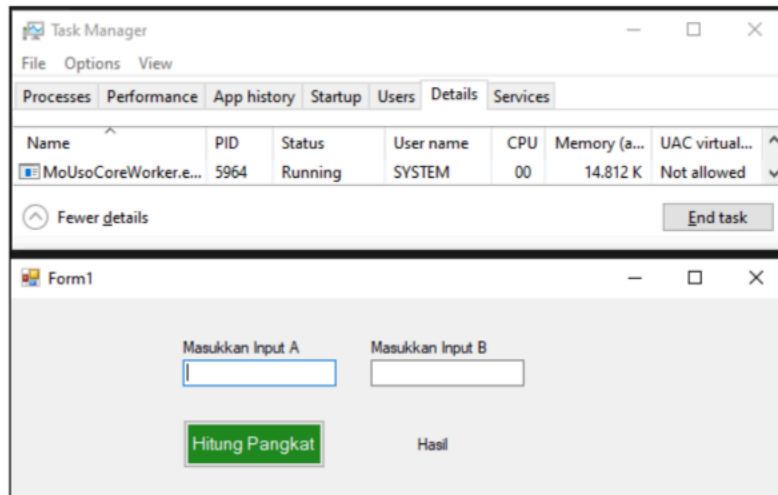 Task Manager
File Options View
Processes Performance App history Startup Users Details Services
Name PID Status User name CPU Memory (a... UAC virtual...
MoUsoCoreWorker.e... 5964 Running SYSTEM 00 14.812 K Not allowed
Fewer details End task
Form1
Masukkan Input A Masukkan Input B
Hitung Pangkat Hasil